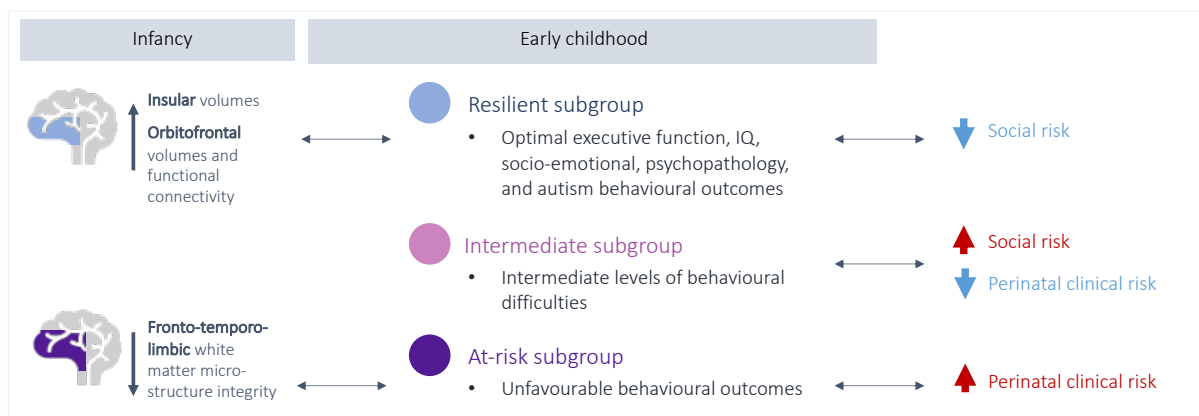 Infancy
Early childhood
Insular volumes
Orbitofrontal
volumes and
functional
connectivity
Resilient subgroup
• Optimal executive function, IQ,
socio-emotional, psychopathology,
and autism behavioural outcomes
Social risk
Intermediate subgroup
• Intermediate levels of behavioural
difficulties
Social risk
Perinatal clinical risk
Fronto-temporo-
limbic white
matter micro-
structure integrity
At-risk subgroup
• Unfavourable behavioural outcomes
Perinatal clinical risk